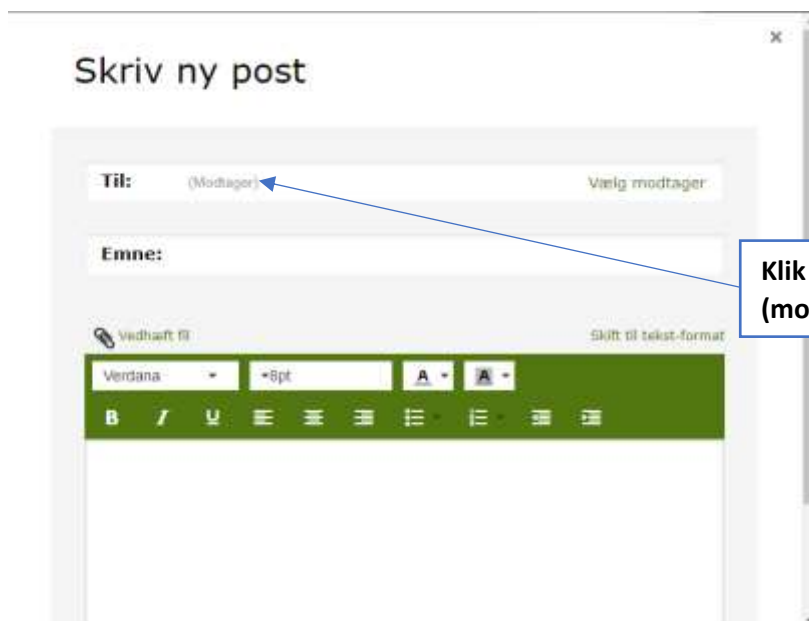 ×
Skriv ny post
Til: (Modtager) Vælg modtager
Emne:
Klik
(mo
Vedhæft fil Skift til tekst-format
Verdana 8pt A A
B I U